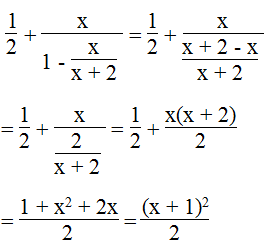 1/2 + x/(1 - x/(x + 2)) = 1/2 + x/((x + 2 - x)/(x + 2))
= 1/2 + x/(2/(x + 2)) = 1/2 + x(x + 2)/2
= (1 + x² + 2x)/2 = (x + 1)²/2